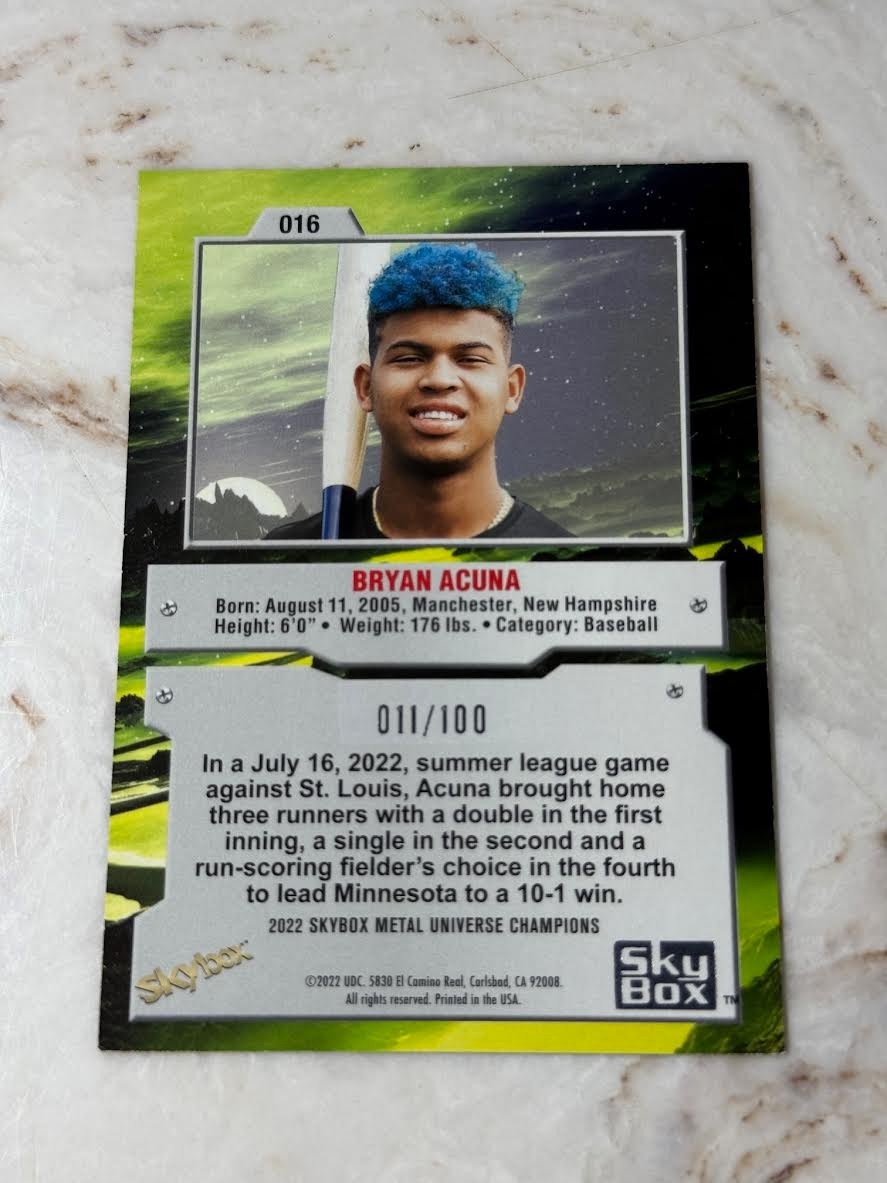 016
BRYAN ACUNA
Born: August 11, 2005, Manchester, New Hampshire
Height: 6'0" • Weight: 176 lbs. • Category: Baseball
011/100
In a July 16, 2022, summer league game
against St. Louis, Acuna brought home
three runners with a double in the first
inning, a single in the second and a
run-scoring fielder's choice in the fourth
to lead Minnesota to a 10-1 win.
2022 SKYBOX METAL UNIVERSE CHAMPIONS
Skybox™
©2022 UDC. 5830 El Camino Real, Carlsbad, CA 92008.
All rights reserved. Printed in the USA.
Sky
Box™